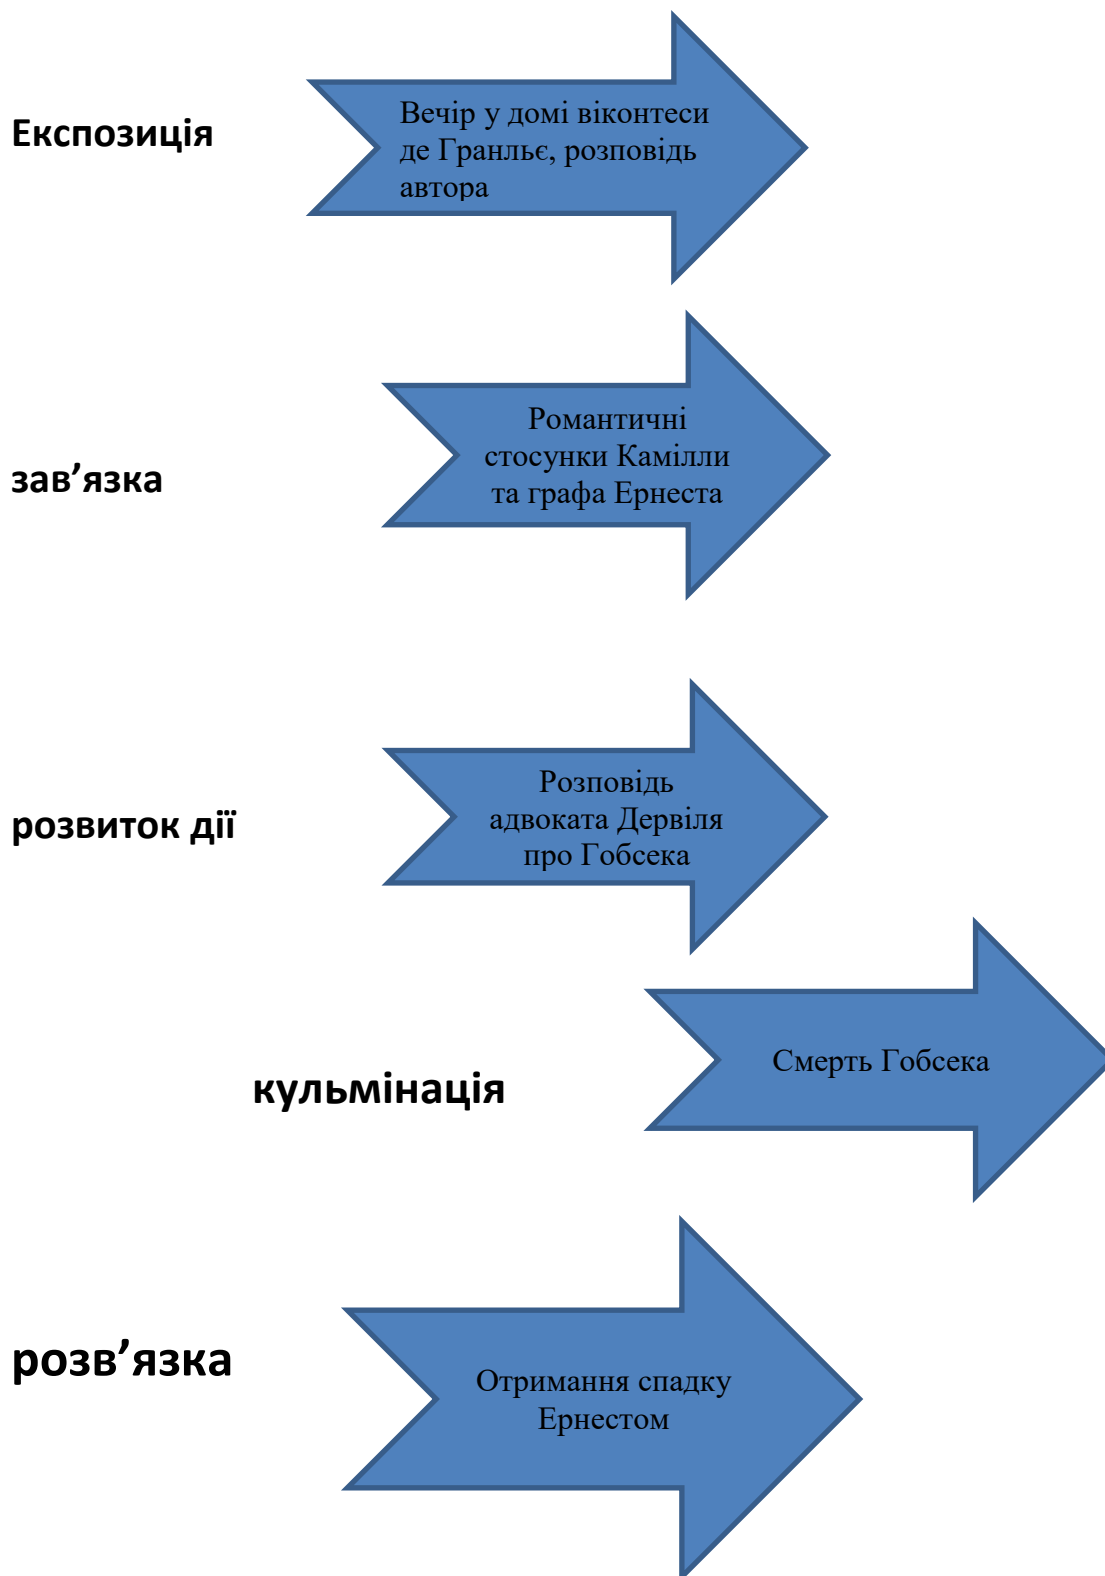 Експозиція
Вечір у домі віконтеси
де Гранльє, розповідь
автора
зав’язка
Романтичні
стосунки Камілли
та графа Ернеста
розвиток дії
Розповідь
адвоката Дервіля
про Гобсека
кульмінація
Смерть Гобсека
розв’язка
Отримання спадку
Ернестом